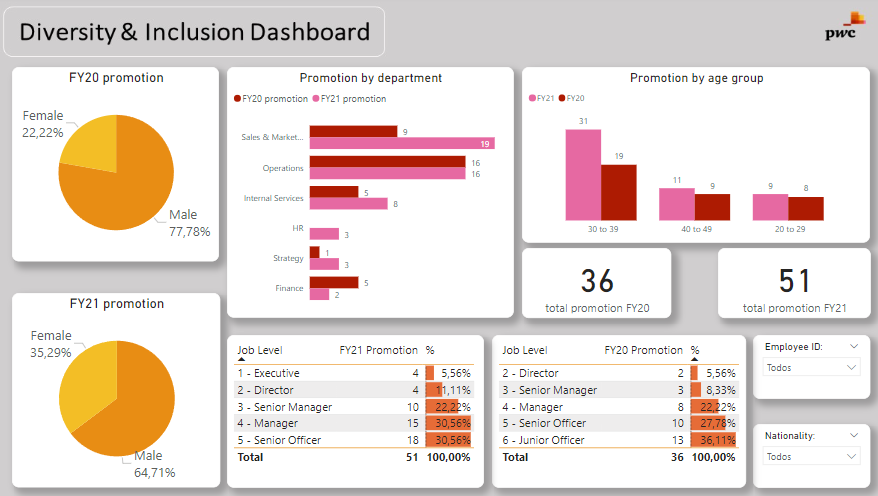 Diversity & Inclusion Dashboard
pwc
FY20 promotion
Female
22,22%
Male
77,78%
Promotion by department
FY20 promotion FY21 promotion
Sales & Market... 9
19
Operations 16
16
Internal Services 5
8
HR 3
Strategy 1
3
Finance 5
2
Promotion by age group
FY21 FY20
31
19
11
9
9
8
30 to 39 40 to 49 20 to 29
36
total promotion FY20
51
total promotion FY21
FY21 promotion
Female
35,29%
Male
64,71%
Job Level FY21 Promotion %
1 - Executive 4 5,56%
2 - Director 4 11,11%
3 - Senior Manager 10 22,22%
4 - Manager 15 30,56%
5 - Senior Officer 18 30,56%
Total 51 100,00%
Job Level FY20 Promotion %
2 - Director 2 5,56%
3 - Senior Manager 3 8,33%
4 - Manager 8 22,22%
5 - Senior Officer 10 27,78%
6 - Junior Officer 13 36,11%
Total 36 100,00%
Employee ID:
Todos
Nationality:
Todos